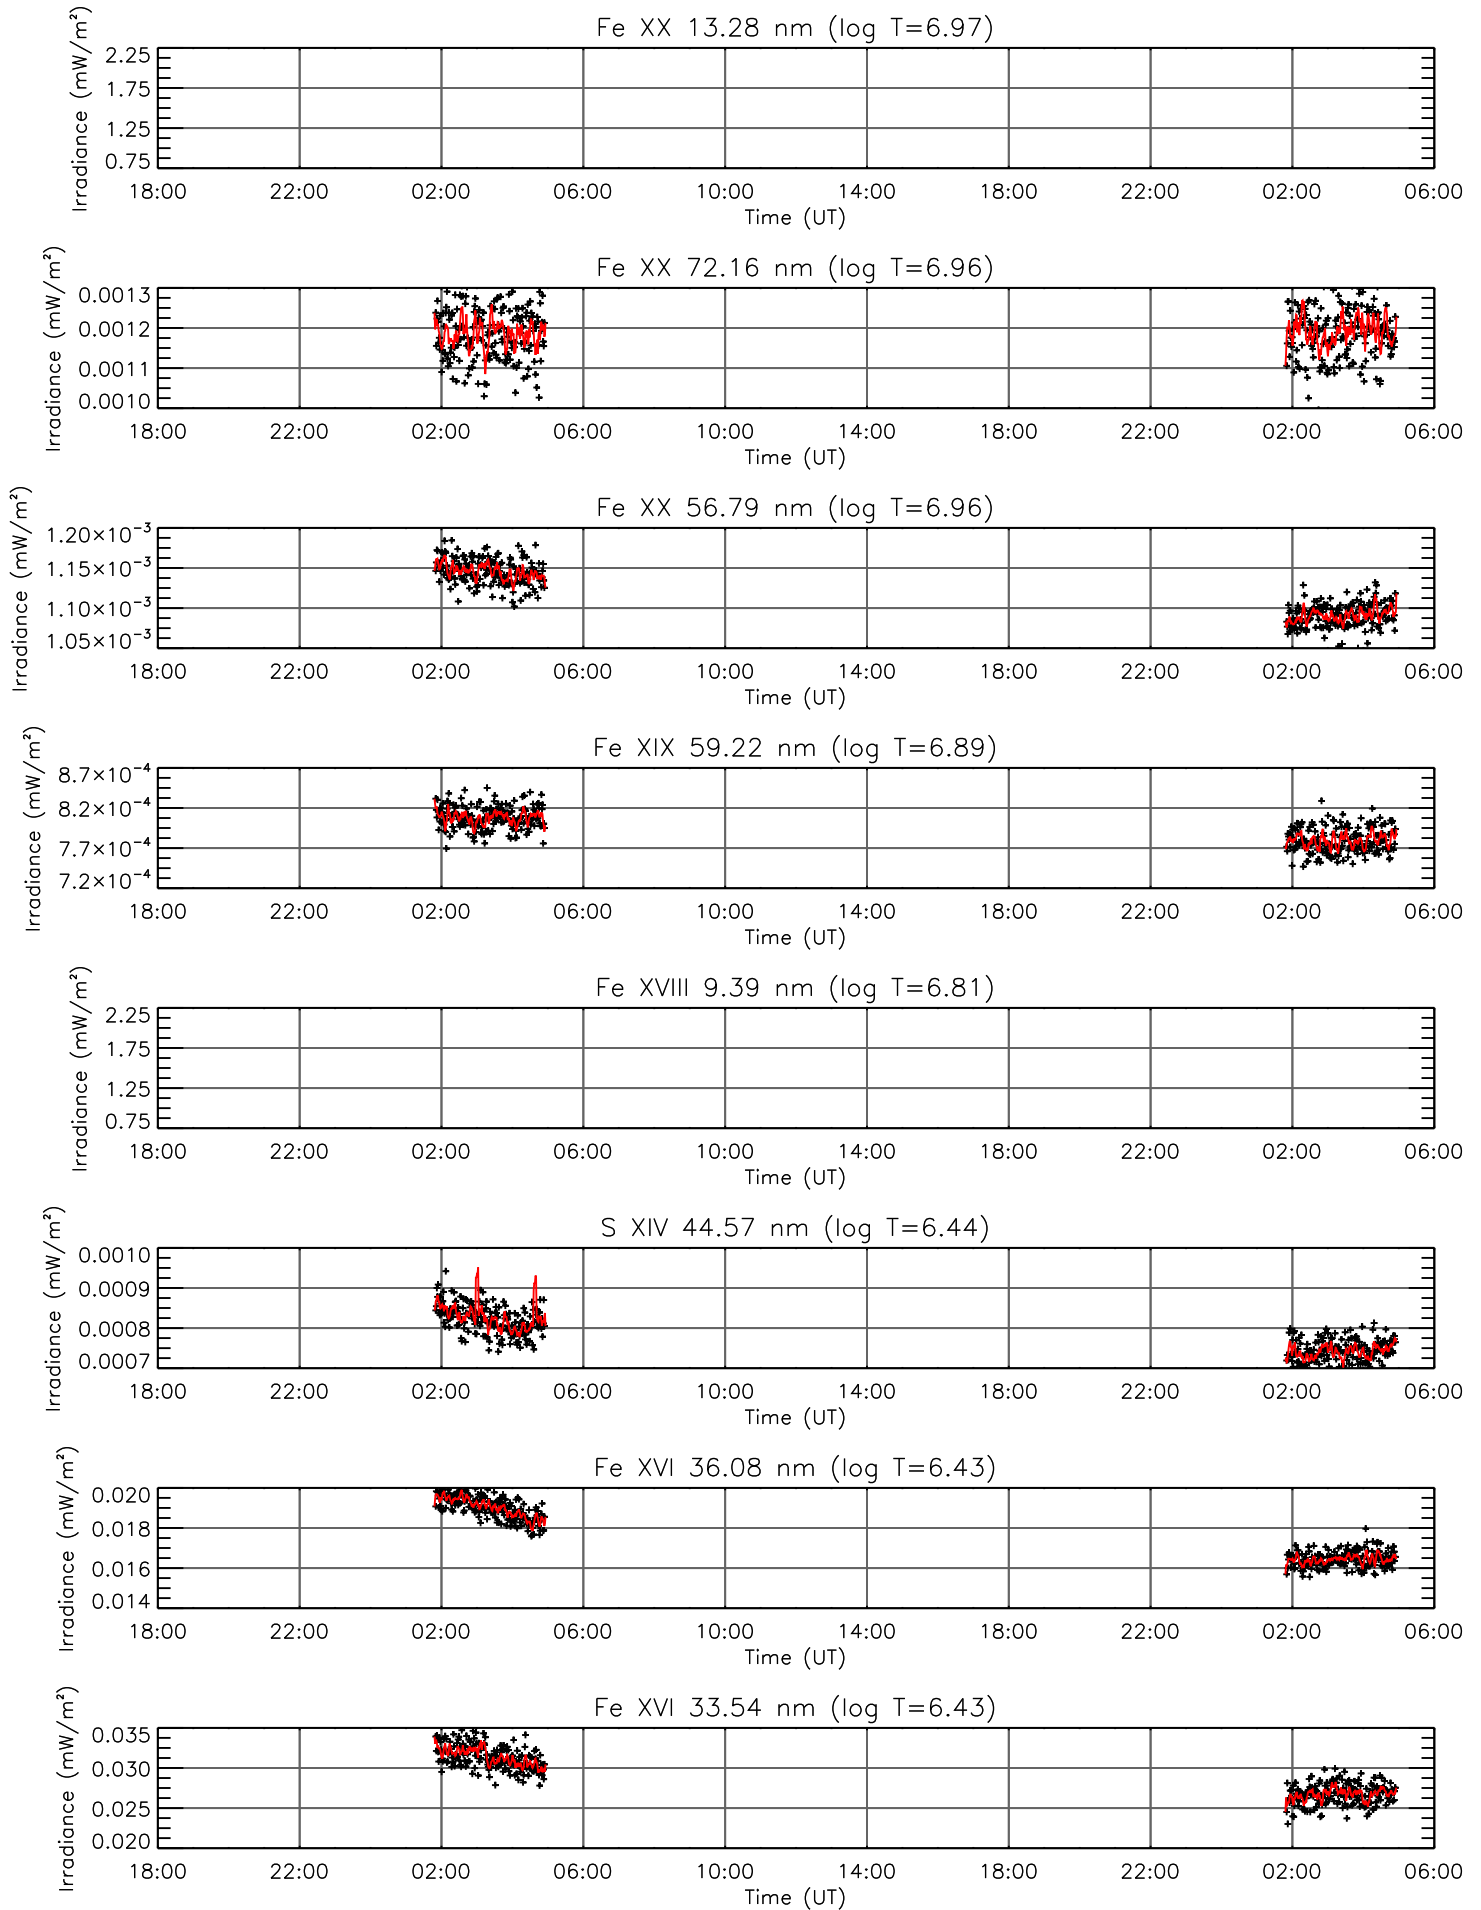 Fe XX 13.28 nm (log T=6.97)
Irradiance (mW/m²)
2.25
1.75
1.25
0.75
18:00 22:00 02:00 06:00 10:00 14:00 18:00 22:00 02:00 06:00
Time (UT)
Fe XX 72.16 nm (log T=6.96)
Irradiance (mW/m²)
0.0013
0.0012
0.0011
0.0010
18:00 22:00 02:00 06:00 10:00 14:00 18:00 22:00 02:00 06:00
Time (UT)
Fe XX 56.79 nm (log T=6.96)
Irradiance (mW/m²)
1.20×10⁻³
1.15×10⁻³
1.10×10⁻³
1.05×10⁻³
18:00 22:00 02:00 06:00 10:00 14:00 18:00 22:00 02:00 06:00
Time (UT)
Fe XIX 59.22 nm (log T=6.89)
Irradiance (mW/m²)
8.7×10⁻⁴
8.2×10⁻⁴
7.7×10⁻⁴
7.2×10⁻⁴
18:00 22:00 02:00 06:00 10:00 14:00 18:00 22:00 02:00 06:00
Time (UT)
Fe XVIII 9.39 nm (log T=6.81)
Irradiance (mW/m²)
2.25
1.75
1.25
0.75
18:00 22:00 02:00 06:00 10:00 14:00 18:00 22:00 02:00 06:00
Time (UT)
S XIV 44.57 nm (log T=6.44)
Irradiance (mW/m²)
0.0010
0.0009
0.0008
0.0007
18:00 22:00 02:00 06:00 10:00 14:00 18:00 22:00 02:00 06:00
Time (UT)
Fe XVI 36.08 nm (log T=6.43)
Irradiance (mW/m²)
0.020
0.018
0.016
0.014
18:00 22:00 02:00 06:00 10:00 14:00 18:00 22:00 02:00 06:00
Time (UT)
Fe XVI 33.54 nm (log T=6.43)
Irradiance (mW/m²)
0.035
0.030
0.025
0.020
18:00 22:00 02:00 06:00 10:00 14:00 18:00 22:00 02:00 06:00
Time (UT)